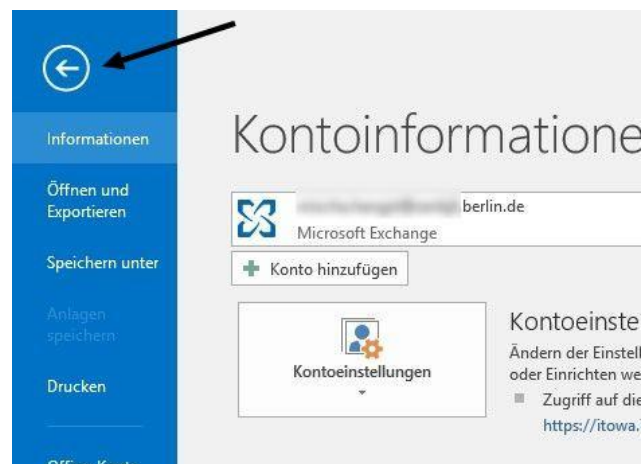 Informationen
Öffnen und
Exportieren
Speichern unter
Anlagen
speichern
Drucken
Kontoinformatione
berlin.de
Microsoft Exchange
Konto hinzufügen
Kontoeinstellungen
Kontoeinste
Ändern der Einstell
oder Einrichten we
Zugriff auf die
https://itowa.